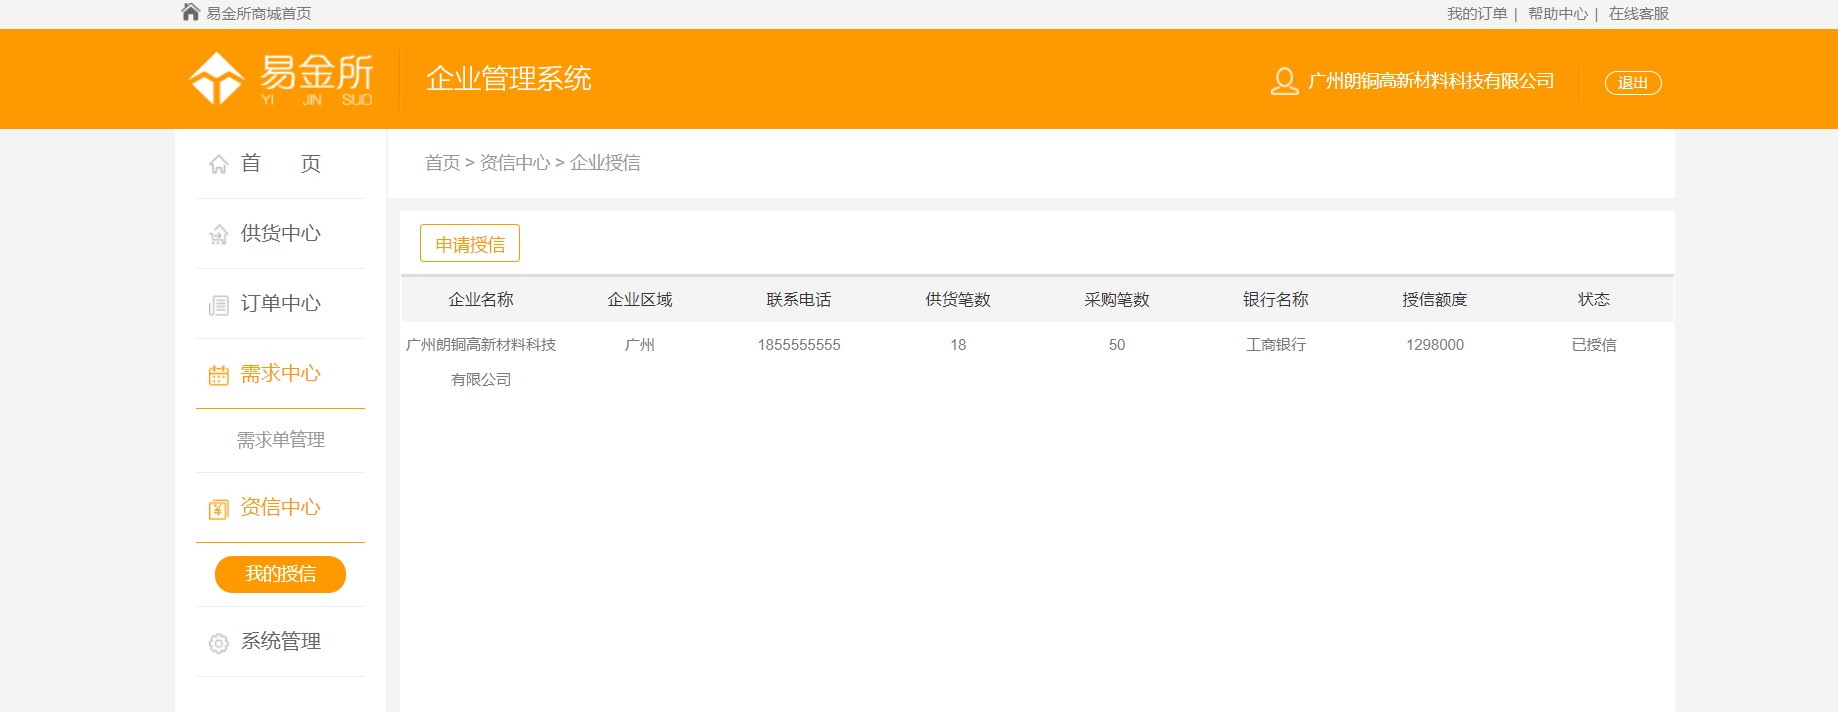 易金所商城首页
我的订单 | 帮助中心 | 在线客服
易金所
YI JIN SUO
企业管理系统
广州朗铜高新材料科技有限公司
退出
首 页
供货中心
订单中心
需求中心
需求单管理
资信中心
我的授信
系统管理
首页 > 资信中心 > 企业授信
申请授信
企业名称 企业区域 联系电话 供货笔数 采购笔数 银行名称 授信额度 状态
广州朗铜高新材料科技 广州 1855555555 18 50 工商银行 1298000 已授信
有限公司